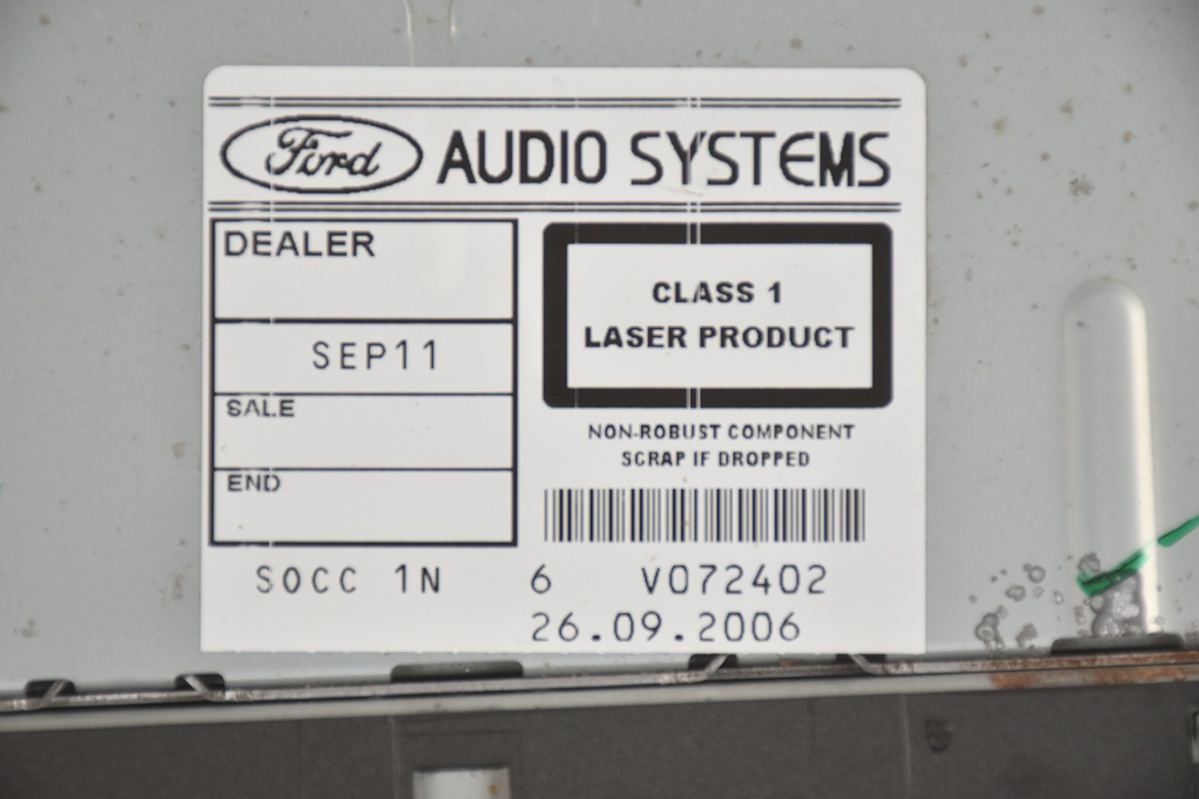 Ford AUDIO SYSTEMS
DEALER
SEP11
SALE
END
CLASS 1
LASER PRODUCT
NON-ROBUST COMPONENT
SCRAP IF DROPPED
SOCC 1N 6 V072402
26.09.2006